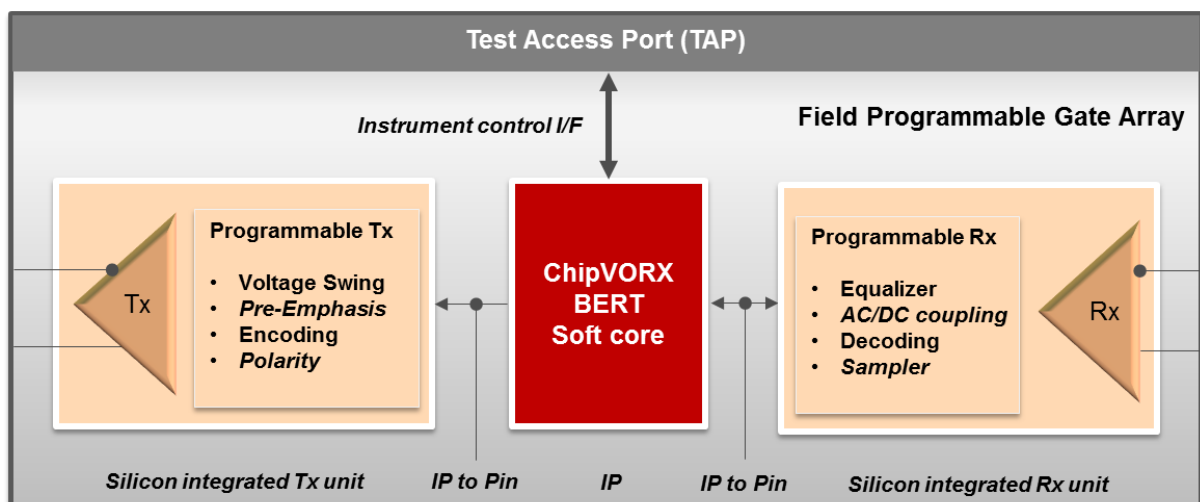 Test Access Port (TAP)
Instrument control I/F
Field Programmable Gate Array
Tx
Programmable Tx
• Voltage Swing
• Pre-Emphasis
• Encoding
• Polarity
ChipVORX
BERT
Soft core
Programmable Rx
• Equalizer
• AC/DC coupling
• Decoding
• Sampler
Rx
Silicon integrated Tx unit
IP to Pin
IP
IP to Pin
Silicon integrated Rx unit